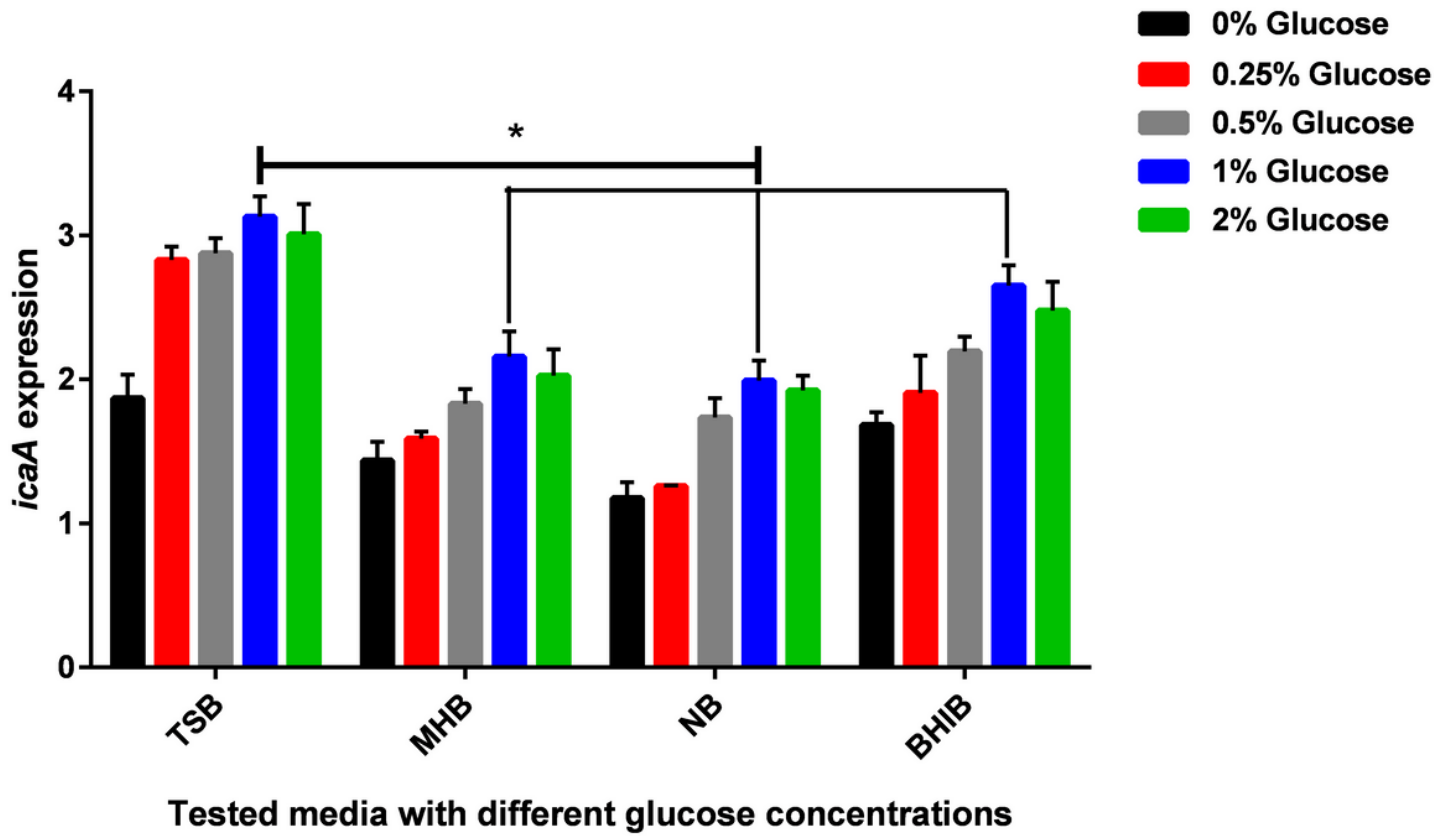 0% Glucose
0.25% Glucose
0.5% Glucose
1% Glucose
2% Glucose
4
3
2
1
0
*
icaA expression
TSB
MHB
NB
BHIB
Tested media with different glucose concentrations